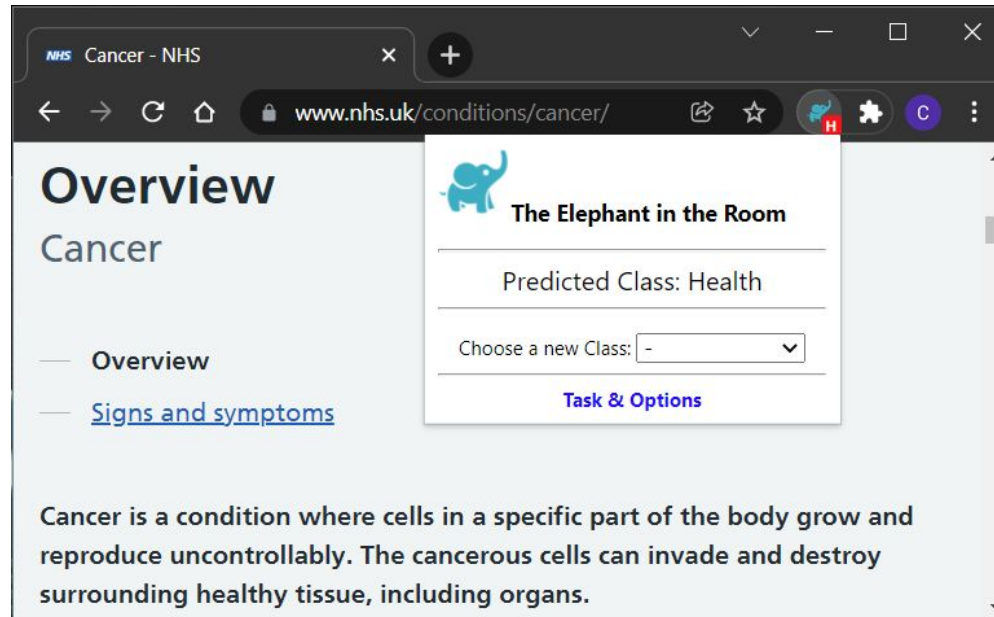 NHS Cancer - NHS
www.nhs.uk/conditions/cancer/
H
C
The Elephant in the Room
Predicted Class: Health
Choose a new Class: -
Task & Options
Overview
Cancer
Overview
Signs and symptoms
Cancer is a condition where cells in a specific part of the body grow and
reproduce uncontrollably. The cancerous cells can invade and destroy
surrounding healthy tissue, including organs.